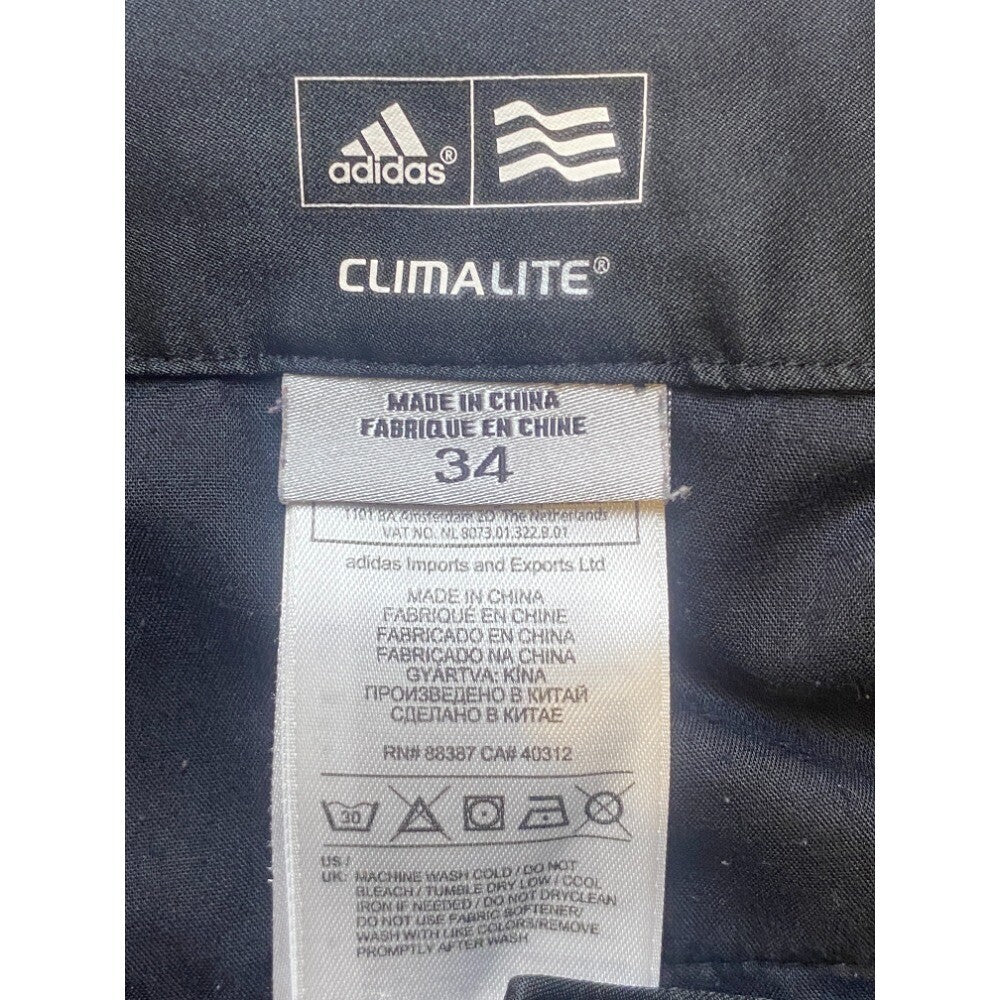 adidas®
CLIMALITE®
MADE IN CHINA
FABRIQUE EN CHINE
34
Amsterdam ZO The Netherlands
VAT NO. NL 8073.01.322.B.01
adidas Imports and Exports Ltd
MADE IN CHINA
FABRIQUÉ EN CHINE
FABRICADO EN CHINA
FABRICADO NA CHINA
GYÁRTVA: KÍNA
ПРОИЗВЕДЕНО В КИТАЙ
СДЕЛАНО В КИТАЕ
RN# 88387 CA# 40312
30
US /
UK: MACHINE WASH COLD / DO NOT
BLEACH / TUMBLE DRY LOW / COOL
IRON IF NEEDED / DO NOT DRYCLEAN
DO NOT USE FABRIC SOFTENER/
WASH WITH LIKE COLORS/REMOVE
PROMPTLY AFTER WASH